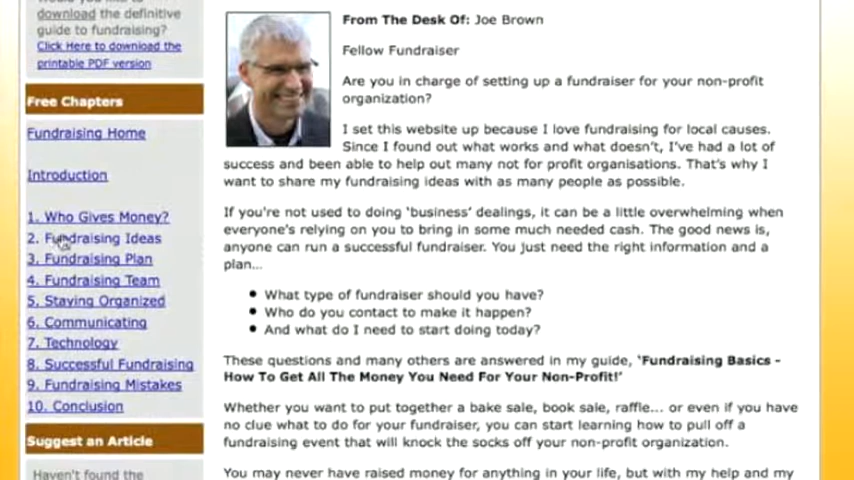 Would you like to
download the definitive
guide to fundraising?
Click Here to download the
printable PDF version
Free Chapters
Fundraising Home
Introduction
1. Who Gives Money?
2. Fundraising Ideas
3. Fundraising Plan
4. Fundraising Team
5. Staying Organized
6. Communicating
7. Technology
8. Successful Fundraising
9. Fundraising Mistakes
10. Conclusion
Suggest an Article
Haven't found the
From The Desk Of: Joe Brown
Fellow Fundraiser
Are you in charge of setting up a fundraiser for your non-profit
organization?
I set this website up because I love fundraising for local causes.
Since I found out what works and what doesn't, I've had a lot of
success and been able to help out many not for profit organisations. That's why I
want to share my fundraising ideas with as many people as possible.
If you're not used to doing 'business' dealings, it can be a little overwhelming when
everyone's relying on you to bring in some much needed cash. The good news is,
anyone can run a successful fundraiser. You just need the right information and a
plan...
• What type of fundraiser should you have?
• Who do you contact to make it happen?
• And what do I need to start doing today?
These questions and many others are answered in my guide, 'Fundraising Basics -
How To Get All The Money You Need For Your Non-Profit!'
Whether you want to put together a bake sale, book sale, raffle... or even if you have
no clue what to do for your fundraiser, you can start learning how to pull off a
fundraising event that will knock the socks off your non-profit organization.
You may never have raised money for anything in your life, but with my help and my